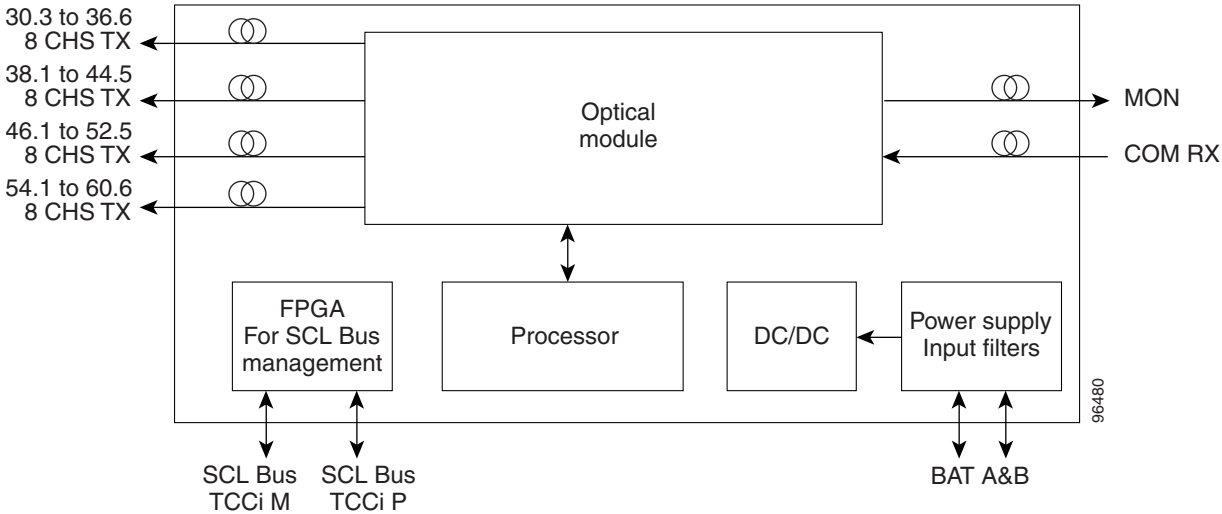 30.3 to 36.6
8 CHS TX
38.1 to 44.5
8 CHS TX
46.1 to 52.5
8 CHS TX
54.1 to 60.6
8 CHS TX
Optical
module
MON
COM RX
FPGA
For SCL Bus
management
Processor
DC/DC
Power supply
Input filters
96480
SCL Bus
TCCi M
SCL Bus
TCCi P
BAT A&B